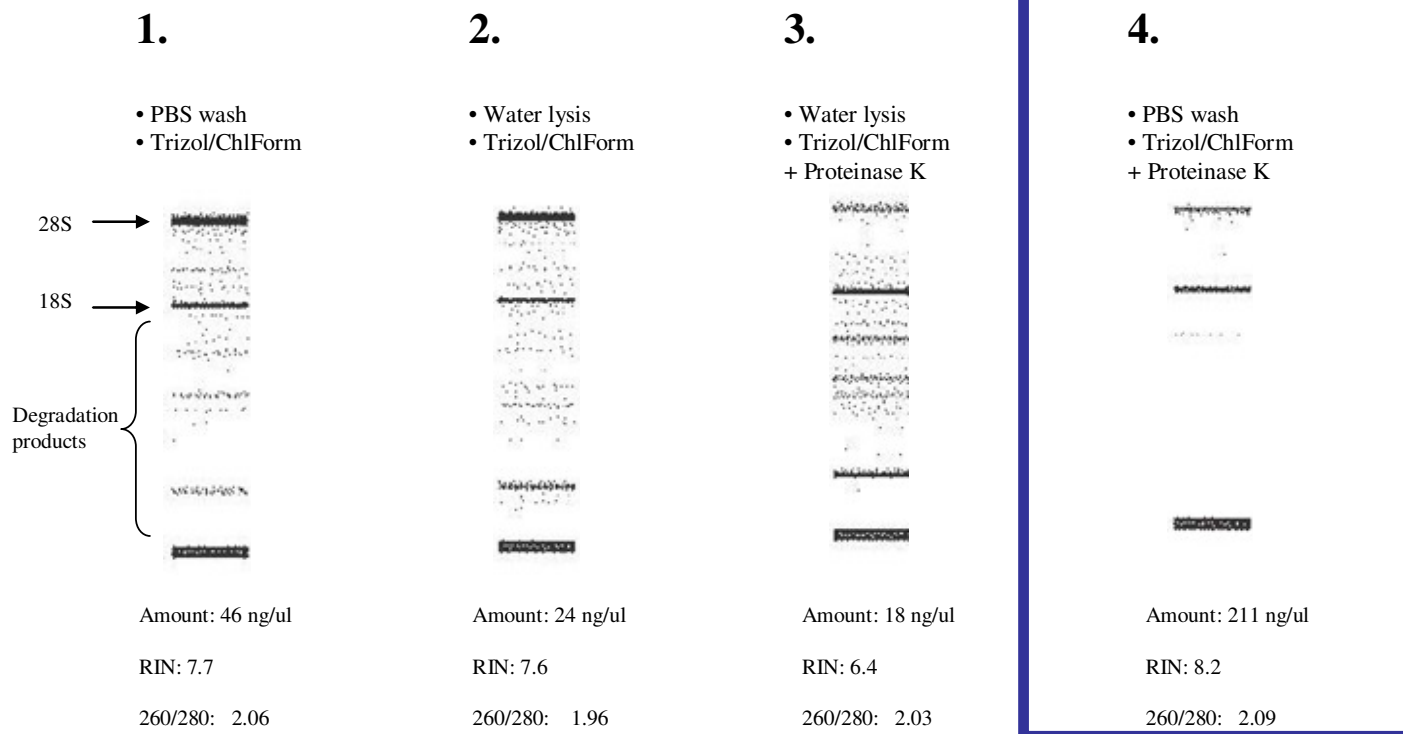 1.
• PBS wash
• Trizol/ChlForm
28S
18S
Degradation
products
Amount: 46 ng/ul
RIN: 7.7
260/280: 2.06
2.
• Water lysis
• Trizol/ChlForm
Amount: 24 ng/ul
RIN: 7.6
260/280: 1.96
3.
• Water lysis
• Trizol/ChlForm
+ Proteinase K
Amount: 18 ng/ul
RIN: 6.4
260/280: 2.03
4.
• PBS wash
• Trizol/ChlForm
+ Proteinase K
Amount: 211 ng/ul
RIN: 8.2
260/280: 2.09